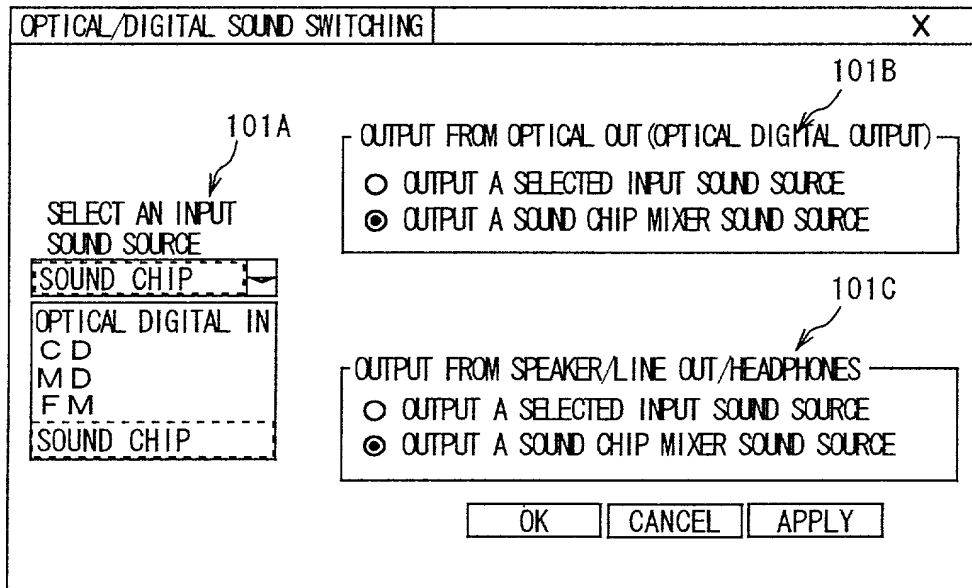 OPTICAL/DIGITAL SOUND SWITCHING
X
101A
SELECT AN INPUT
SOUND SOURCE
SOUND CHIP
OPTICAL DIGITAL IN
CD
MD
FM
SOUND CHIP
101B
OUTPUT FROM OPTICAL OUT(OPTICAL DIGITAL OUTPUT)
OUTPUT A SELECTED INPUT SOUND SOURCE
OUTPUT A SOUND CHIP MIXER SOUND SOURCE
101C
OUTPUT FROM SPEAKER/LINE OUT/HEADPHONES
OUTPUT A SELECTED INPUT SOUND SOURCE
OUTPUT A SOUND CHIP MIXER SOUND SOURCE
OK CANCEL APPLY